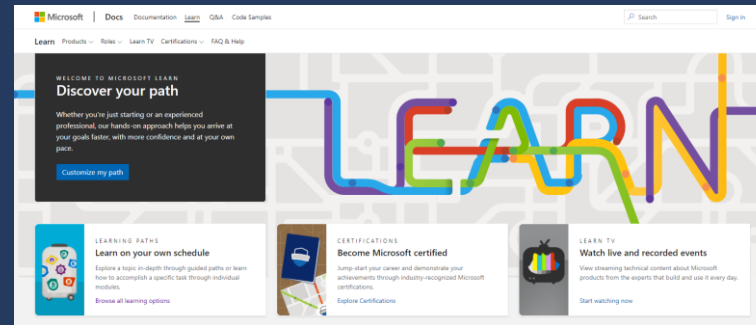 Microsoft Docs Documentation Learn Q&A Code Samples Search Sign in
Learn Products Roles Learn TV Certifications FAQ & Help
WELCOME TO MICROSOFT LEARN
Discover your path
Whether you're just starting or an experienced
professional, our hands-on approach helps you arrive at
your goals faster, with more confidence and at your own
pace.
Customize my path
LEARN
LEARNING PATHS
Learn on your own schedule
Explore a topic in-depth through guided paths or learn
how to accomplish a specific task through individual
modules.
Browse all learning options
CERTIFICATIONS
Become Microsoft certified
Jump-start your career and demonstrate your
achievements through industry-recognized Microsoft
certifications.
Explore Certifications
LEARN TV
Watch live and recorded events
View streaming technical content about Microsoft
products from the experts that build and use it every day.
Start watching now